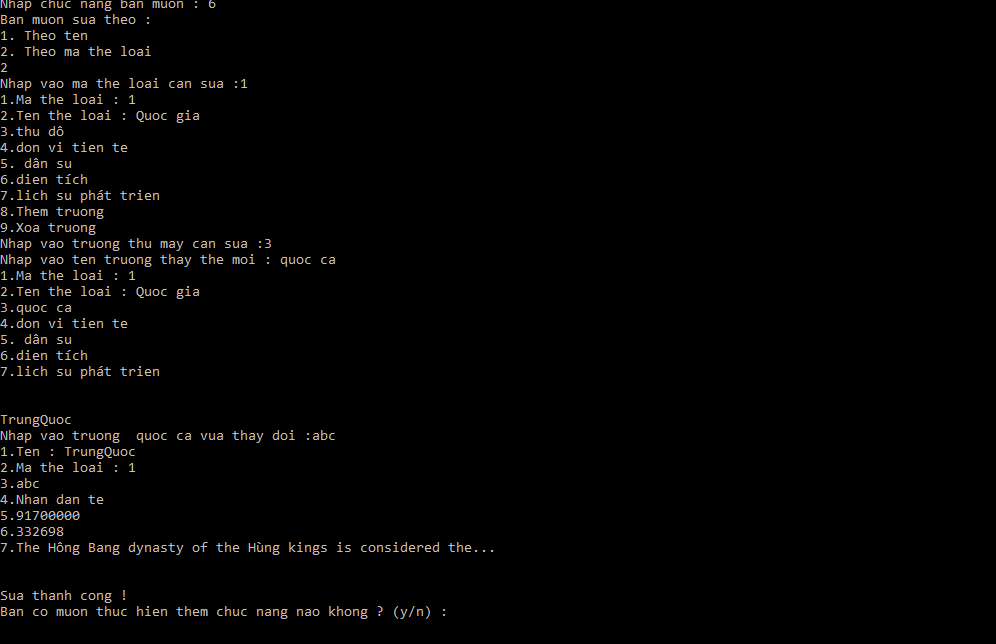 Nhap chuc nang ban muon : 6
Ban muon sua theo :
1. Theo ten
2. Theo ma the loai
2
Nhap vao ma the loai can sua :1
1.Ma the loai : 1
2.Ten the loai : Quoc gia
3.thu dô
4.don vi tien te
5. dân su
6.dien tích
7.lich su phát trien
8.Them truong
9.Xoa truong
Nhap vao truong thu may can sua :3
Nhap vao ten truong thay the moi : quoc ca
1.Ma the loai : 1
2.Ten the loai : Quoc gia
3.quoc ca
4.don vi tien te
5. dân su
6.dien tích
7.lich su phát trien
TrungQuoc
Nhap vao truong  quoc ca vua thay doi :abc
1.Ten : TrungQuoc
2.Ma the loai : 1
3.abc
4.Nhan dan te
5.91700000
6.332698
7.The Hông Bang dynasty of the Hùng kings is considered the...
Sua thanh cong !
Ban co muon thuc hien them chuc nang nao khong ? (y/n) :